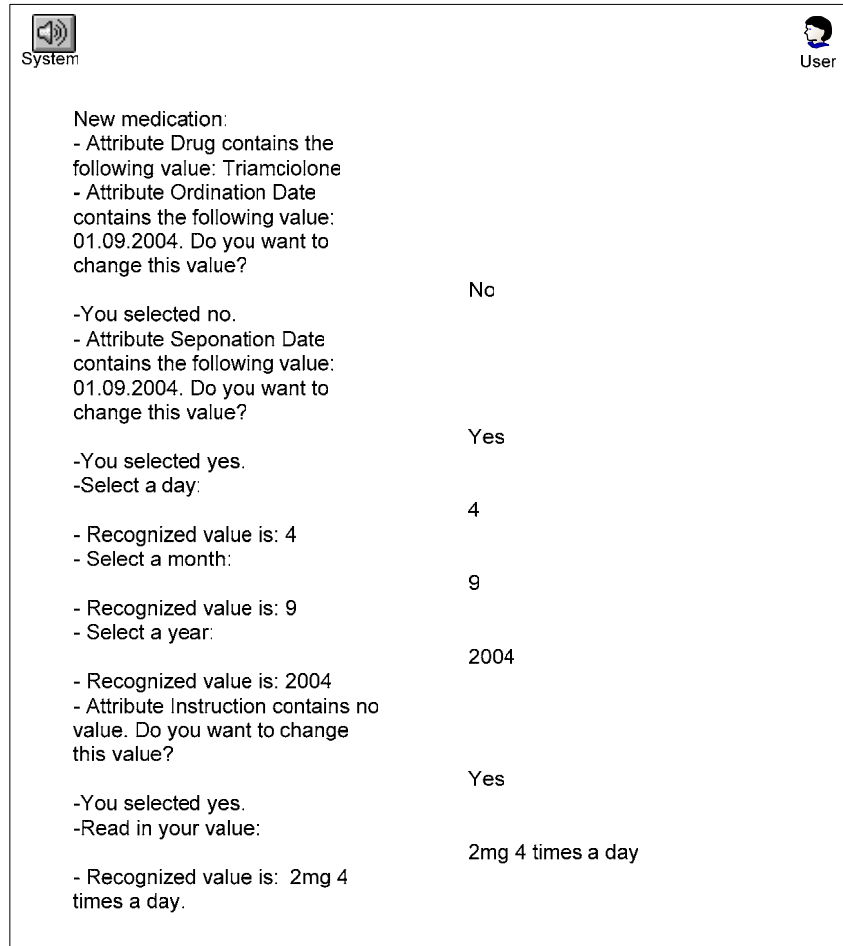 System
User
New medication:
- Attribute Drug contains the
following value: Triamciolone
- Attribute Ordination Date
contains the following value:
01.09.2004. Do you want to
change this value?
No
-You selected no.
- Attribute Seponation Date
contains the following value:
01.09.2004. Do you want to
change this value?
Yes
-You selected yes.
-Select a day:
4
- Recognized value is: 4
- Select a month:
9
- Recognized value is: 9
- Select a year:
2004
- Recognized value is: 2004
- Attribute Instruction contains no
value. Do you want to change
this value?
Yes
-You selected yes.
-Read in your value:
2mg 4 times a day
- Recognized value is:  2mg 4
times a day.